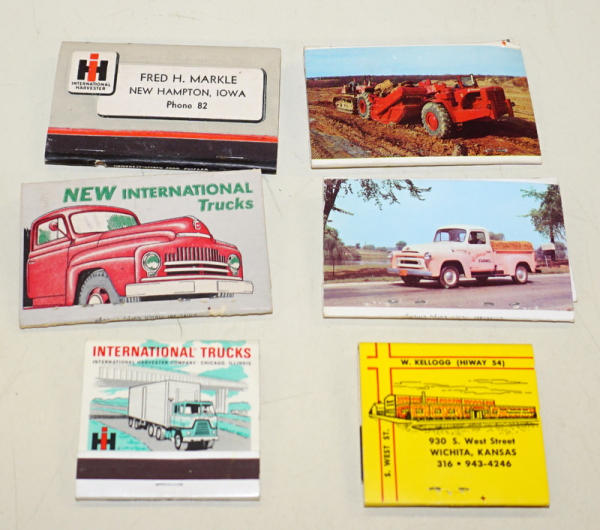 IH
INTERNATIONAL
HARVESTER
FRED H. MARKLE
NEW HAMPTON, IOWA
Phone 82
NEW INTERNATIONAL
Trucks
INTERNATIONAL TRUCKS
INTERNATIONAL HARVESTER COMPANY · CHICAGO, ILLINOIS
IH
W. KELLOGG (HIWAY 54)
S. WEST ST.
930 S. West Street
WICHITA, KANSAS
316 • 943-4246